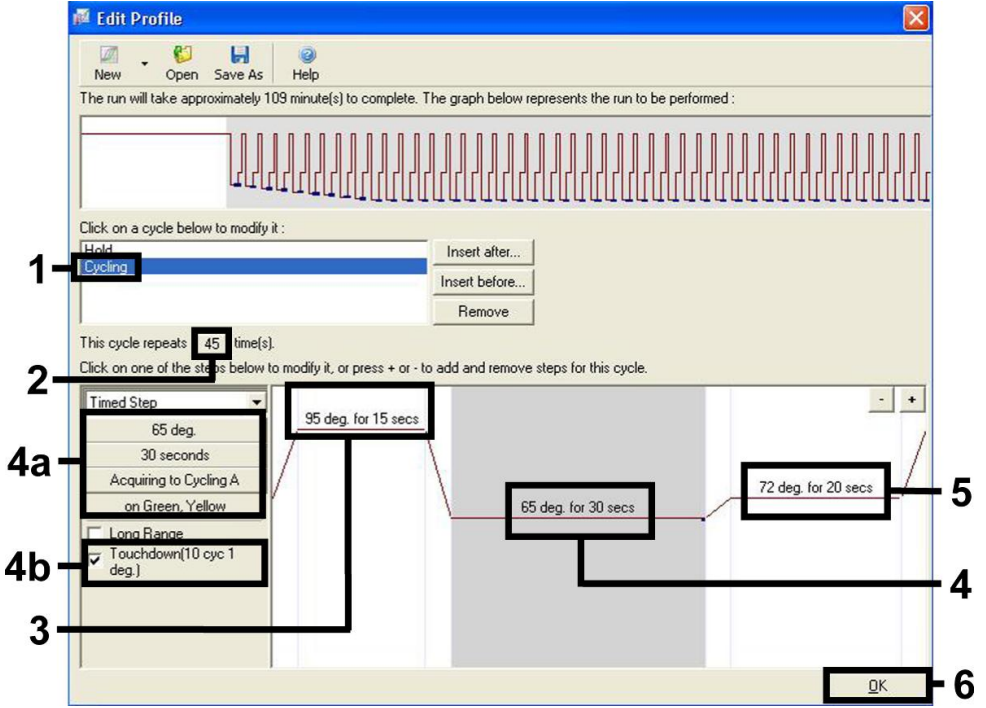 Edit Profile
New Open Save As Help
The run will take approximately 109 minute(s) to complete. The graph below represents the run to be performed :
Click on a cycle below to modify it :
Hold
1
Cycling
Insert after...
Insert before...
Remove
This cycle repeats 45 time(s).
2
Click on one of the steps below to modify it, or press + or - to add and remove steps for this cycle.
Timed Step
- +
65 deg.
30 seconds
4a
Acquiring to Cycling A
on Green, Yellow
Long Range
4b
Touchdown(10 cyc 1
deg.)
95 deg. for 15 secs
3
65 deg. for 30 secs
4
72 deg. for 20 secs
5
OK
6